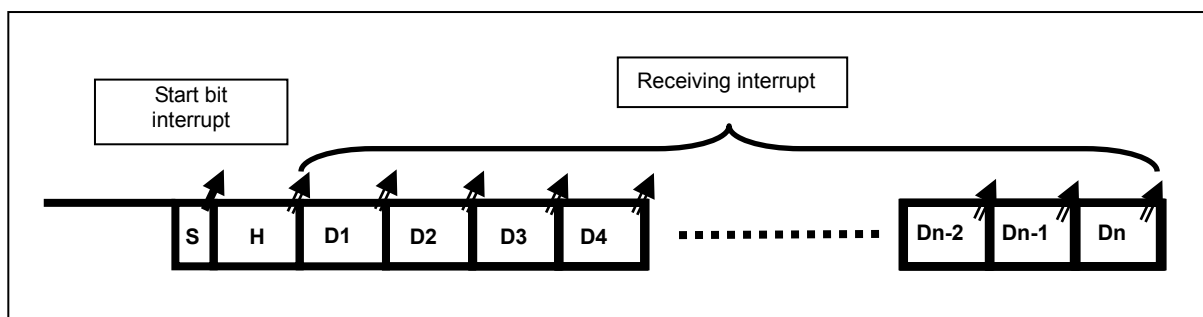 Start bit
interrupt
Receiving interrupt
S H D1 D2 D3 D4 Dn-2 Dn-1 Dn